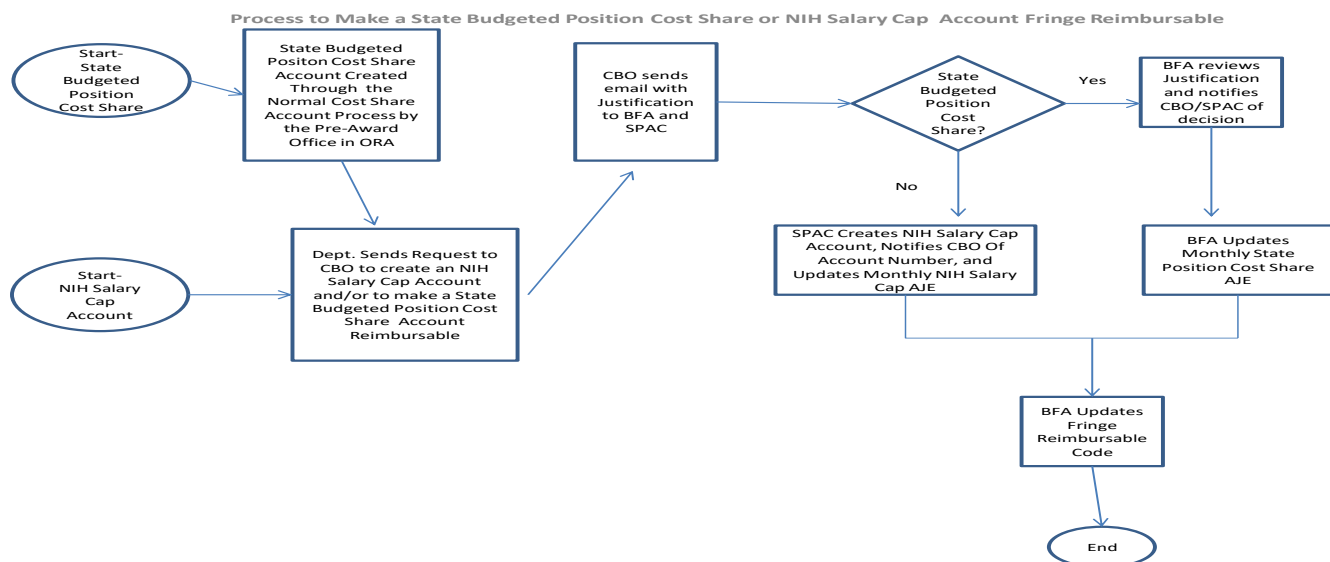 Process to Make a State Budgeted Position Cost Share or NIH Salary Cap Account Fringe Reimbursable
Start-
State
Budgeted
Position
Cost Share
State Budgeted
Positon Cost Share
Account Created
Through the
Normal Cost Share
Account Process by
the Pre-Award
Office in ORA
CBO sends
email with
Justification
to BFA and
SPAC
State
Budgeted
Position
Cost
Share?
Yes
BFA reviews
Justification
and notifies
CBO/SPAC of
decision
No
Start-
NIH Salary
Cap
Account
Dept. Sends Request to
CBO to create an NIH
Salary Cap Account
and/or to make a State
Budgeted Position Cost
Share Account
Reimbursable
SPAC Creates NIH Salary Cap
Account, Notifies CBO Of
Account Number, and
Updates Monthly NIH Salary
Cap AJE
BFA Updates
Monthly State
Position Cost Share
AJE
BFA Updates
Fringe
Reimbursable
Code
End